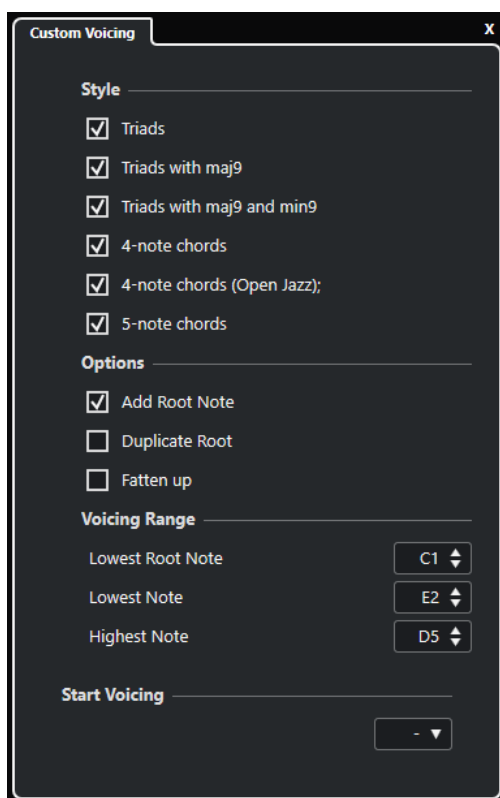 Custom Voicing x
Style
Triads
Triads with maj9
Triads with maj9 and min9
4-note chords
4-note chords (Open Jazz);
5-note chords
Options
Add Root Note
Duplicate Root
Fatten up
Voicing Range
Lowest Root Note C1
Lowest Note E2
Highest Note D5
Start Voicing
-